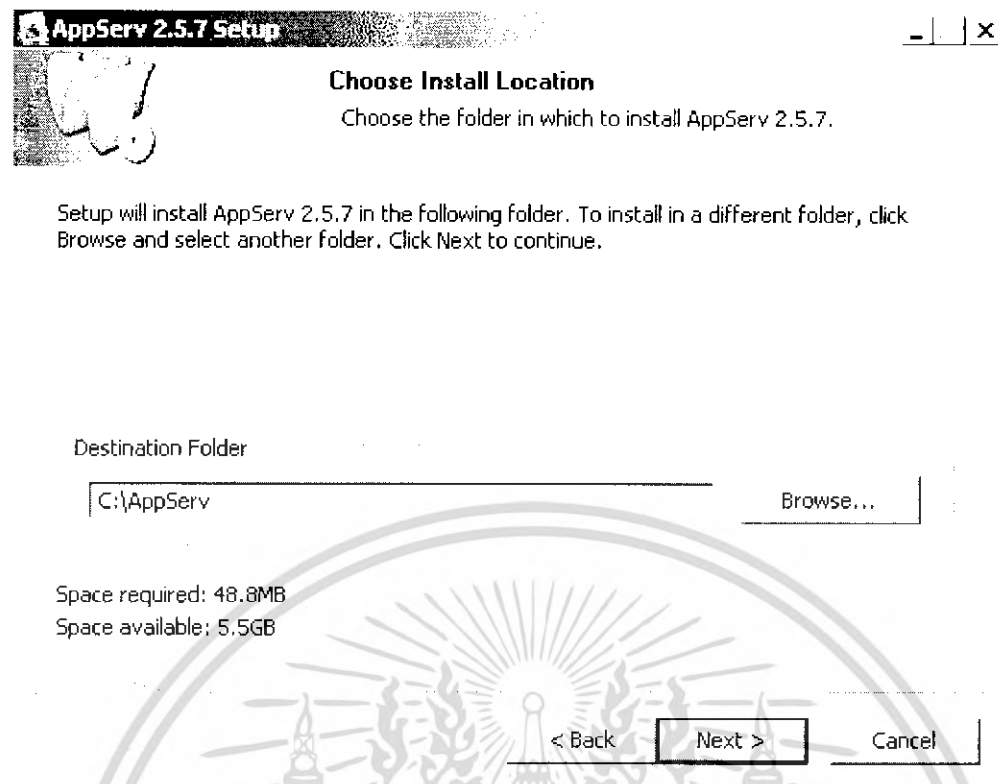 AppServ 2.5.7 Setup
Choose Install Location
Choose the folder in which to install AppServ 2.5.7.
Setup will install AppServ 2.5.7 in the following folder. To install in a different folder, click
Browse and select another folder. Click Next to continue.
Destination Folder
C:\AppServ
Browse...
Space required: 48.8MB
Space available: 5.5GB
< Back
Next >
Cancel